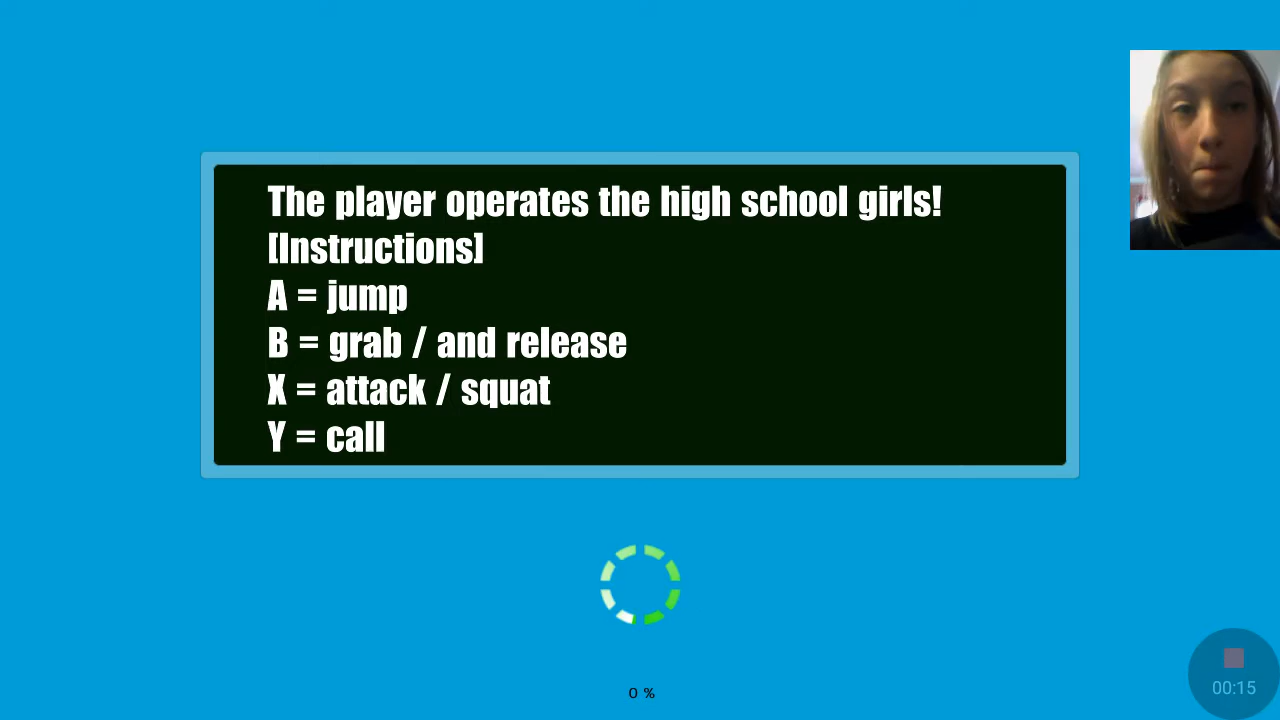 The player operates the high school girls!
[Instructions]
A = jump
B = grab / and release
X = attack / squat
Y = call
0 %
00:15